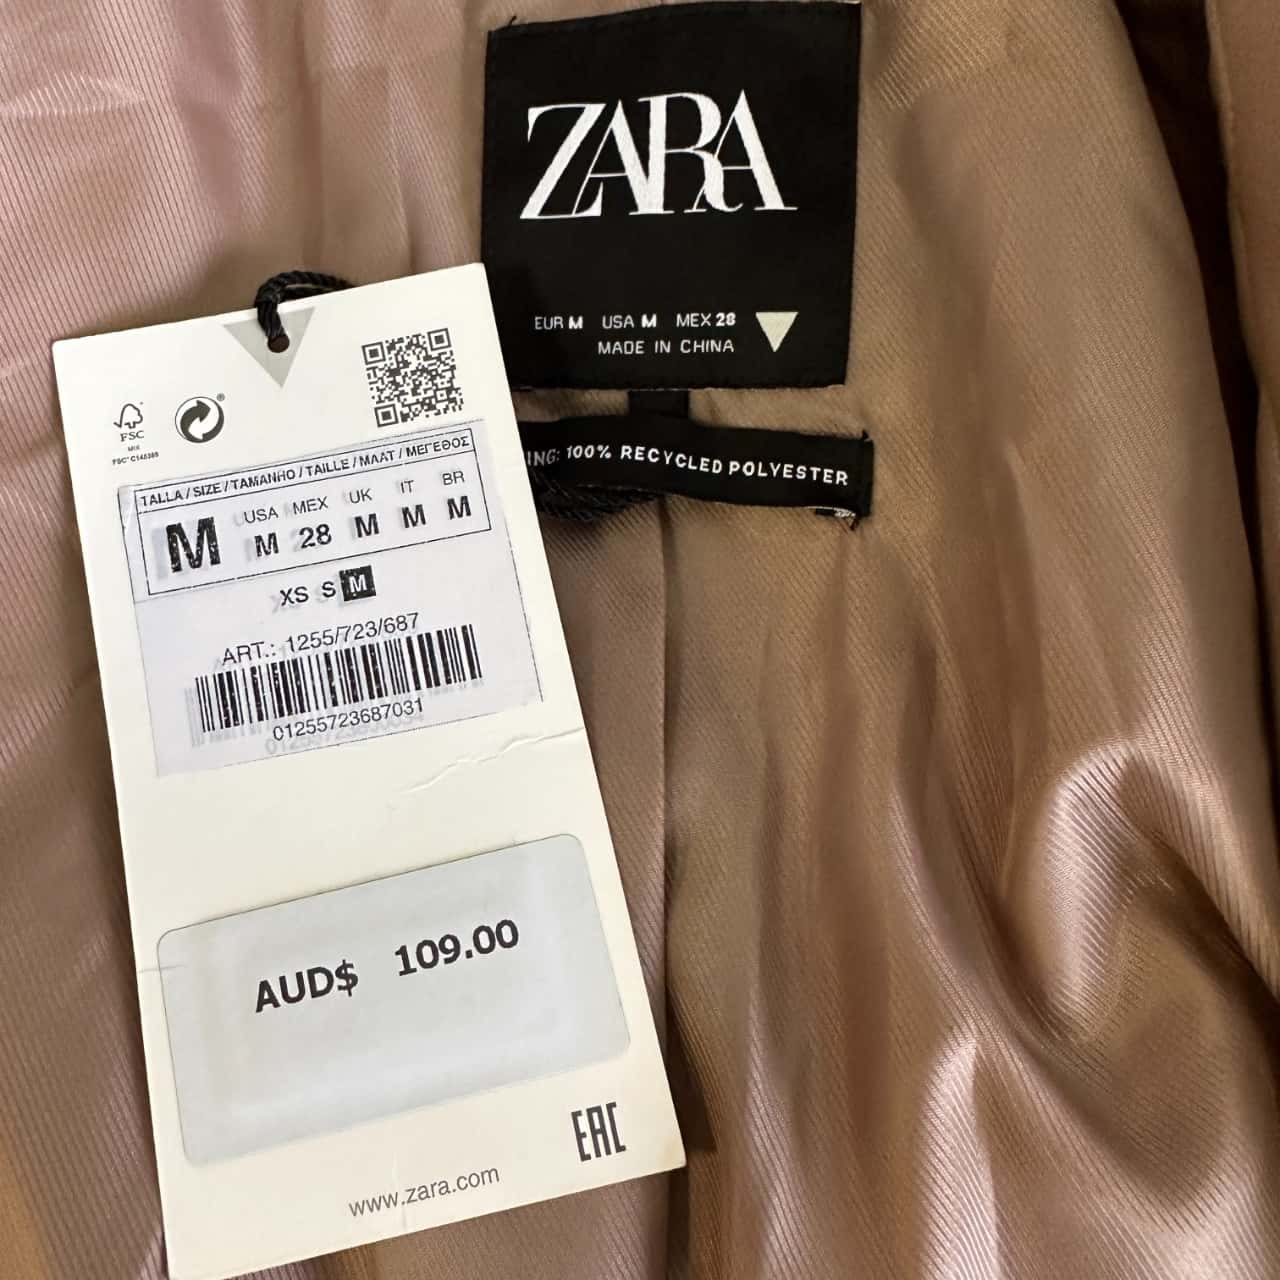 ZARA
EUR M USA M MEX 28
MADE IN CHINA
ING: 100% RECYCLED POLYESTER
FSC
MIX
FSC® C145385
TALLA / SIZE / TAMANHO / TAILLE / MAAT / ΜΕΓΕΘΟΣ
M
USA MEX UK IT BR
M 28 M M M
XS S M
ART.: 1255/723/687
01255723687031
AUD$ 109.00
EAC
www.zara.com